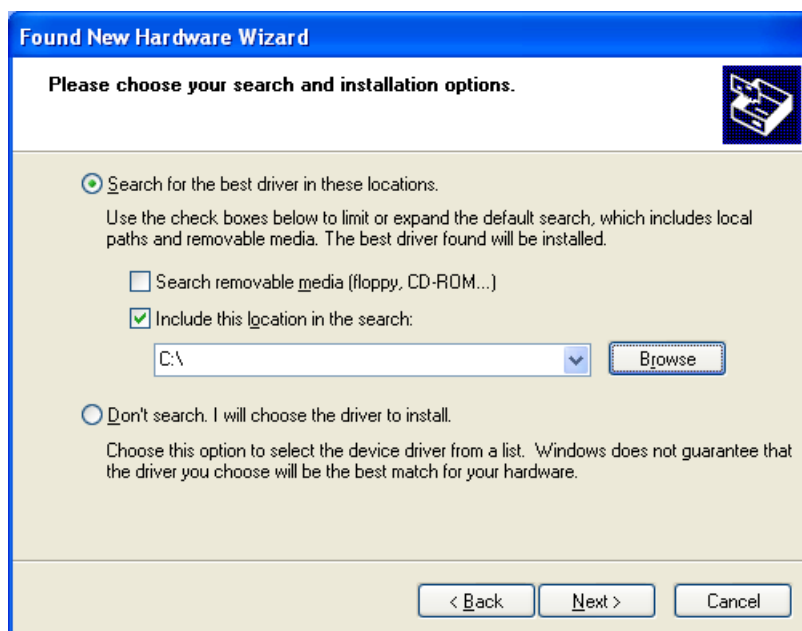 Found New Hardware Wizard
Please choose your search and installation options.
Search for the best driver in these locations.
Use the check boxes below to limit or expand the default search, which includes local
paths and removable media. The best driver found will be installed.
Search removable media (floppy, CD-ROM...)
Include this location in the search:
C:\
Browse
Don't search. I will choose the driver to install.
Choose this option to select the device driver from a list. Windows does not guarantee that
the driver you choose will be the best match for your hardware.
< Back
Next >
Cancel